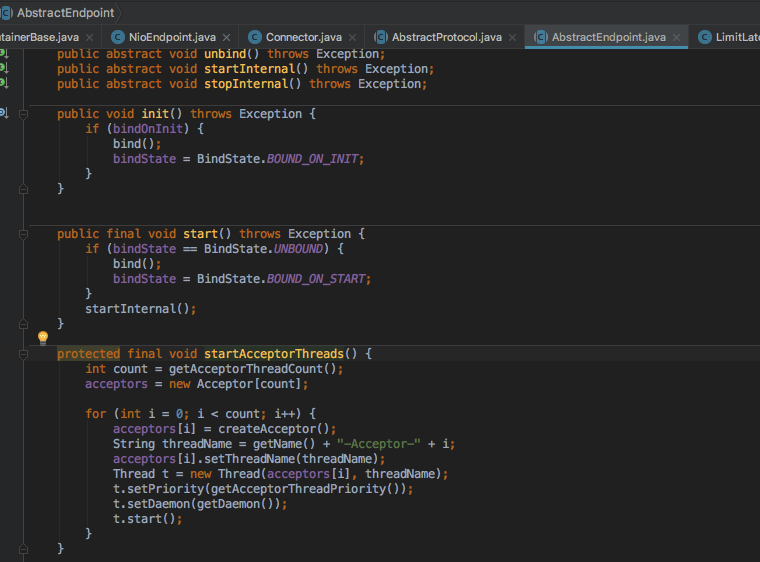 AbstractEndpoint
tainerBase.java
NioEndpoint.java
Connector.java
AbstractProtocol.java
AbstractEndpoint.java
LimitLatc
public abstract void unbind() throws Exception;
public abstract void startInternal() throws Exception;
public abstract void stopInternal() throws Exception;
public void init() throws Exception {
if (bindOnInit) {
bind();
bindState = BindState.BOUND_ON_INIT;
}
}
public final void start() throws Exception {
if (bindState == BindState.UNBOUND) {
bind();
bindState = BindState.BOUND_ON_START;
}
startInternal();
}
protected final void startAcceptorThreads() {
int count = getAcceptorThreadCount();
acceptors = new Acceptor[count];
for (int i = 0; i < count; i++) {
acceptors[i] = createAcceptor();
String threadName = getName() + "-Acceptor-" + i;
acceptors[i].setThreadName(threadName);
Thread t = new Thread(acceptors[i], threadName);
t.setPriority(getAcceptorThreadPriority());
t.setDaemon(getDaemon());
t.start();
}
}